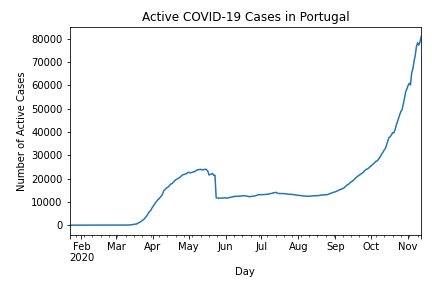 Active COVID-19 Cases in Portugal
Number of Active Cases
80000
70000
60000
50000
40000
30000
20000
10000
0
Feb Mar Apr May Jun Jul Aug Sep Oct Nov
2020
Day